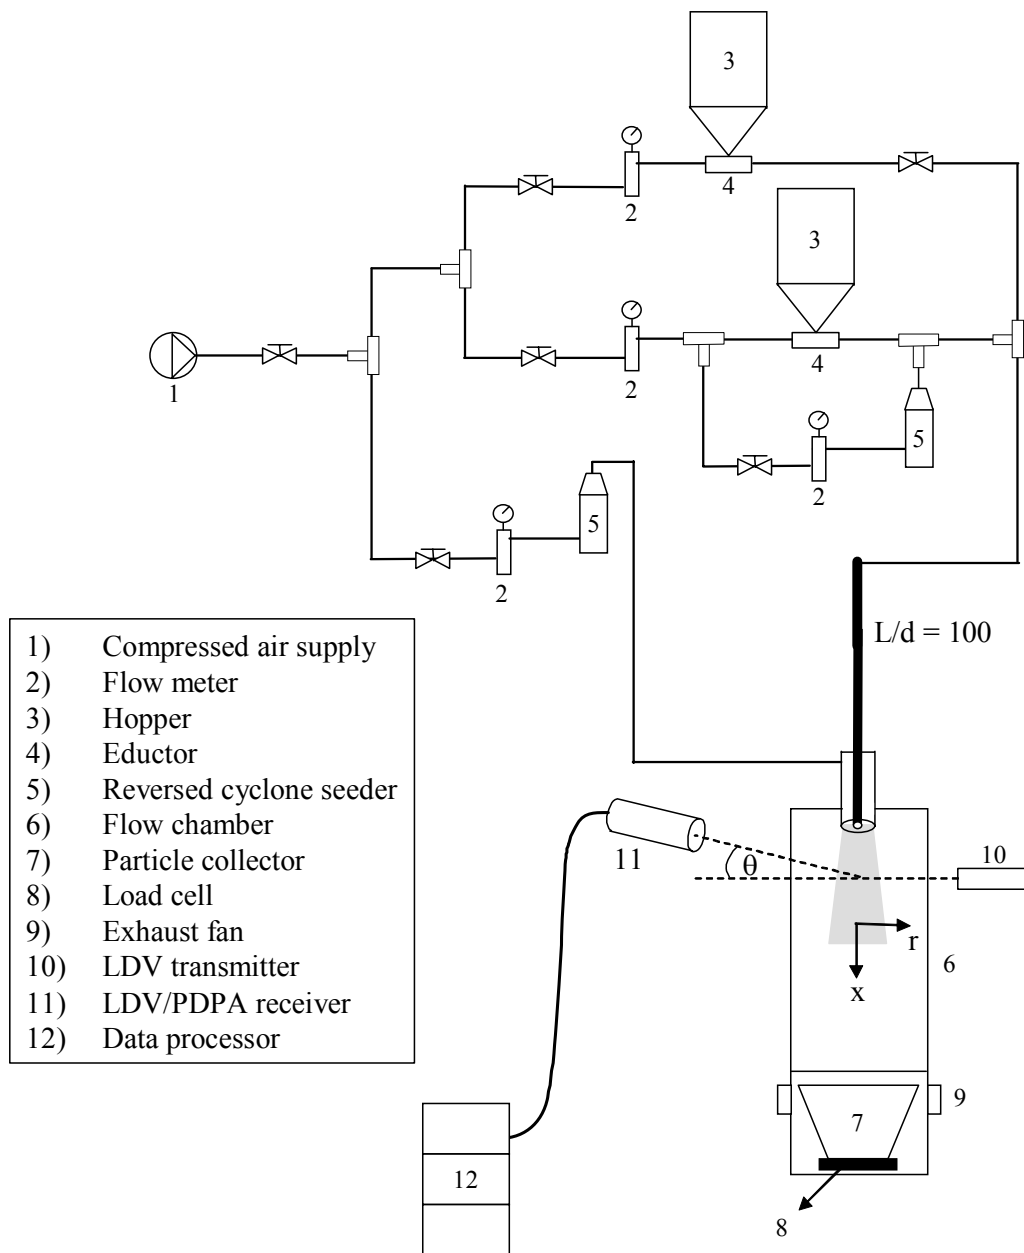 3
4
2
3
4
2
1
5
2
5
2
L/d = 100
1) Compressed air supply
2) Flow meter
3) Hopper
4) Eductor
5) Reversed cyclone seeder
6) Flow chamber
7) Particle collector
8) Load cell
9) Exhaust fan
10) LDV transmitter
11) LDV/PDPA receiver
12) Data processor
11
θ
10
r
6
x
9
7
12
8